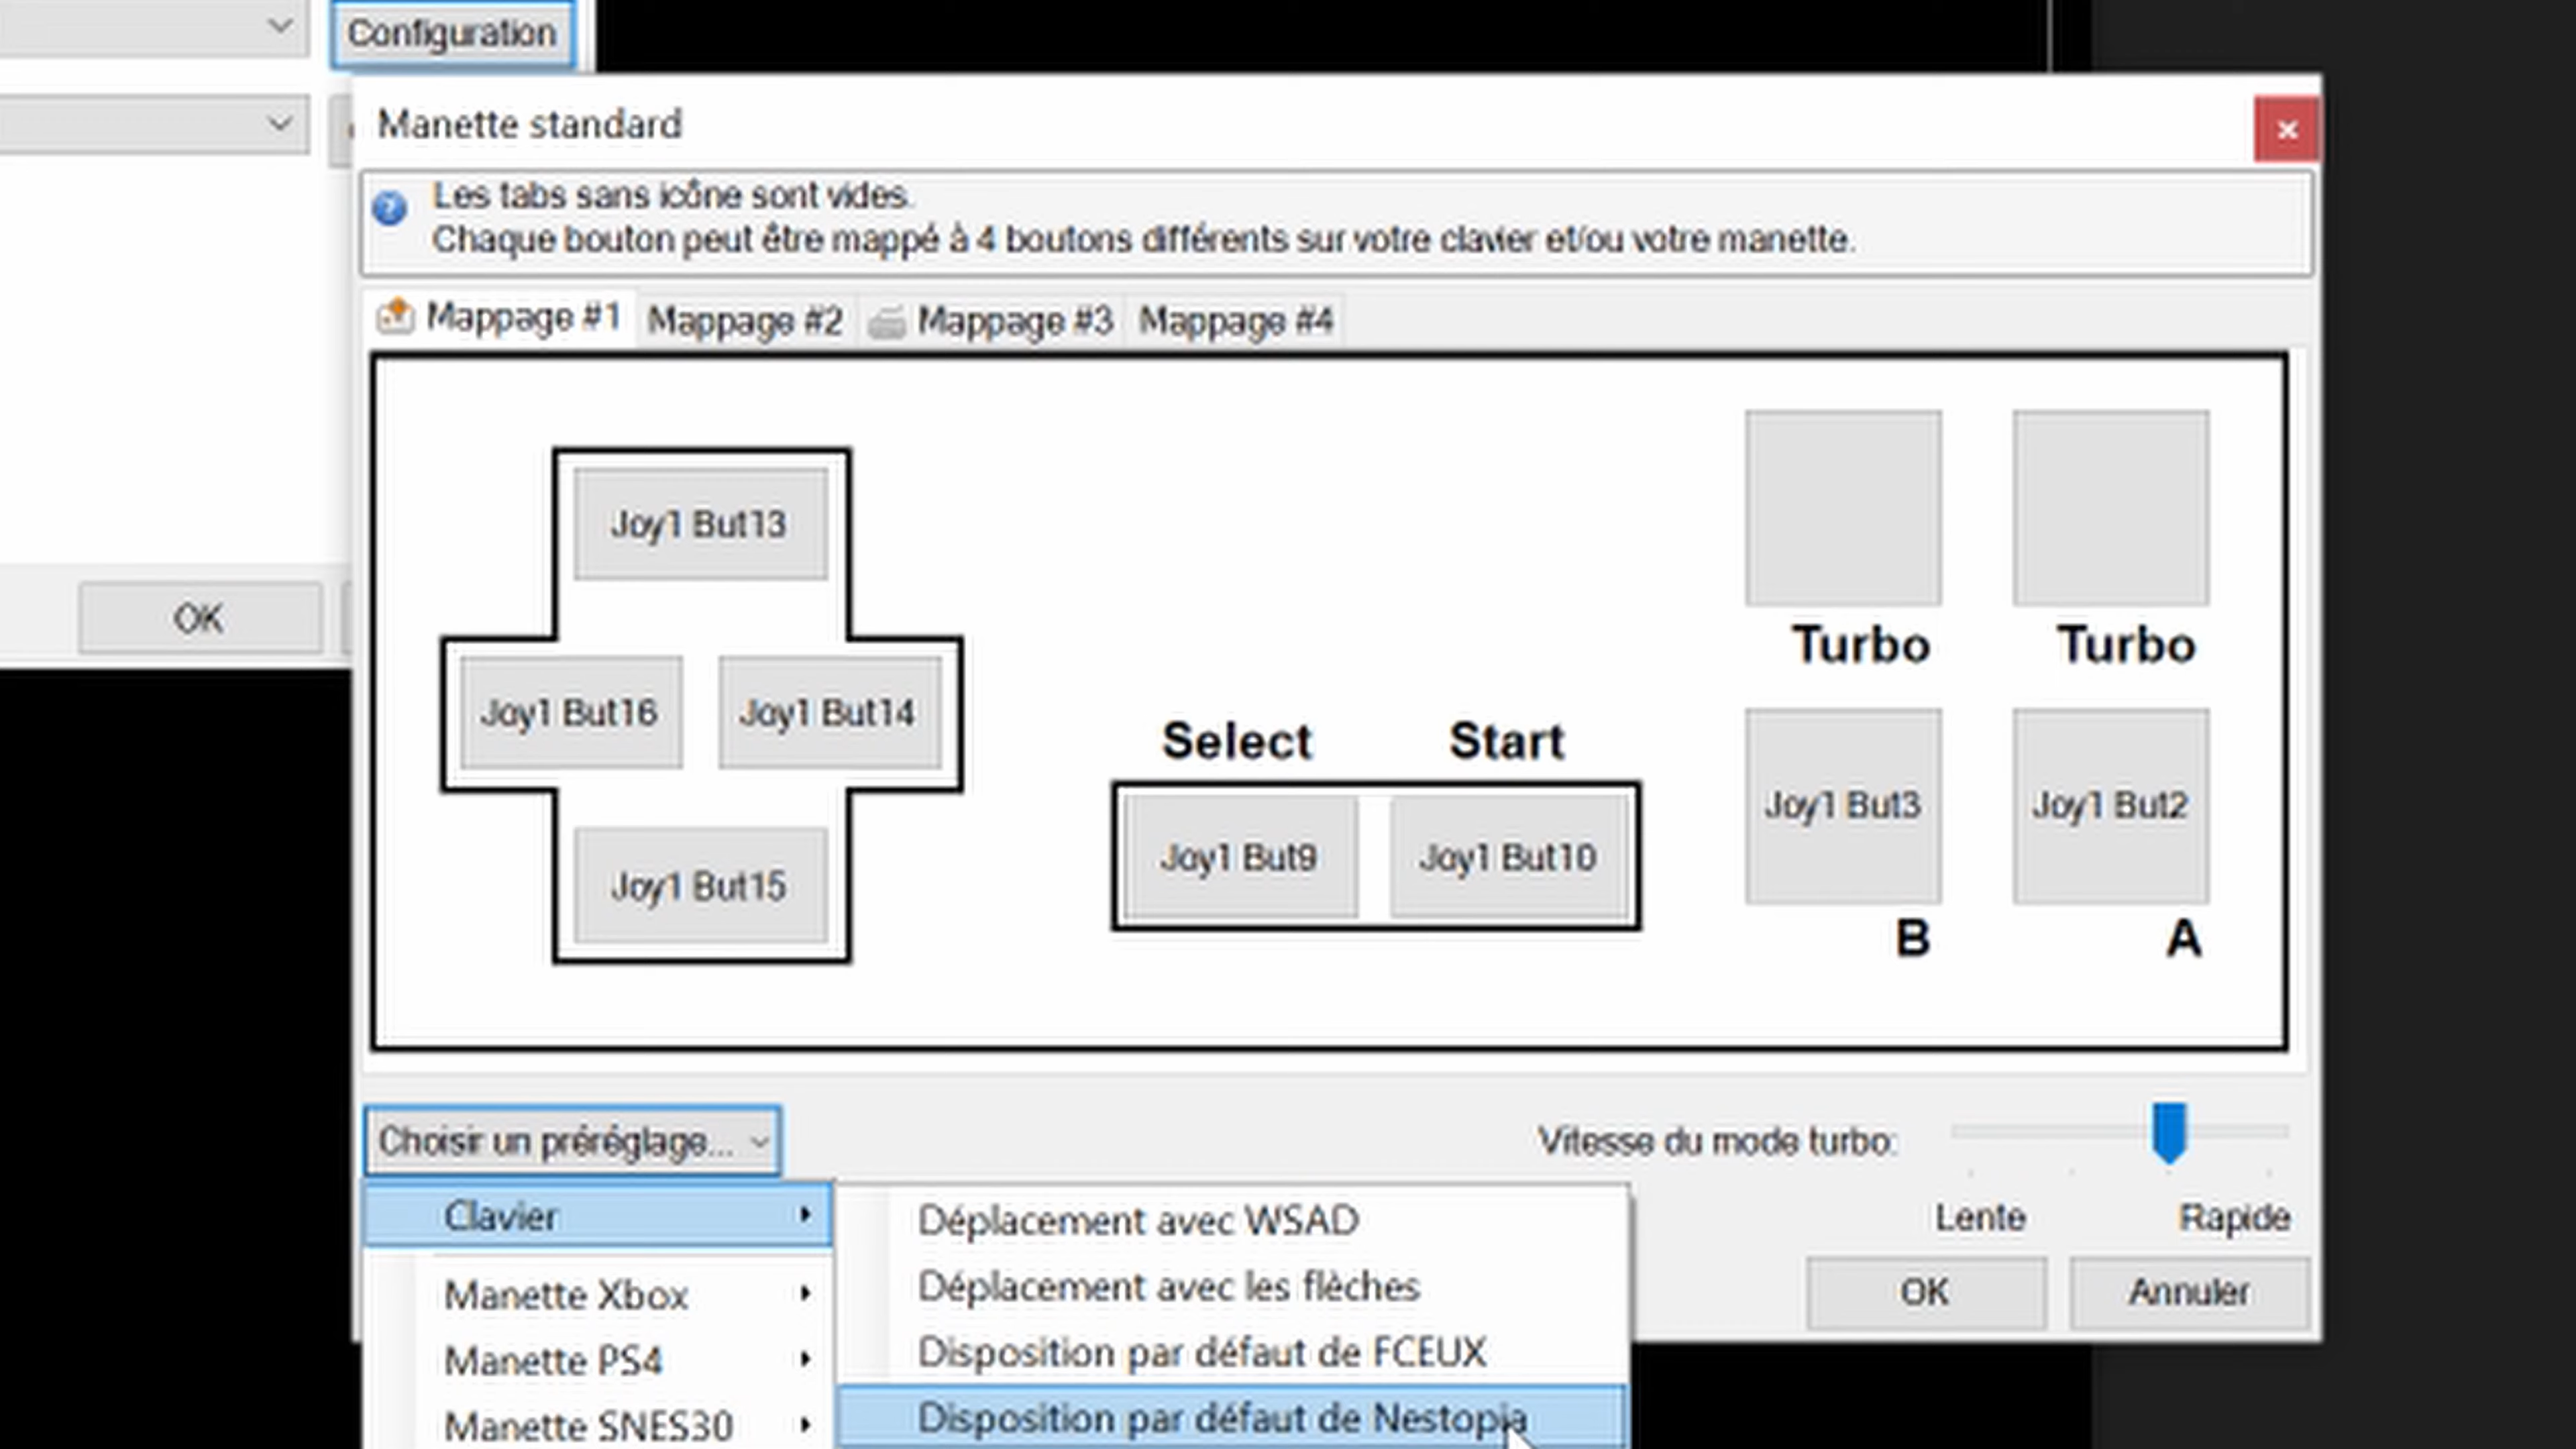 Configuration
Manette standard
Les tabs sans icône sont vides.
Chaque bouton peut être mappé à 4 boutons différents sur votre clavier et/ou votre manette.
Mappage #1 Mappage #2 Mappage #3 Mappage #4
Joy1 But13
Turbo Turbo
OK
Joy1 But16 Joy1 But14
Select Start
Joy1 But3 Joy1 But2
Joy1 But9 Joy1 But10
Joy1 But15
B A
Choisir un préréglage...
Vitesse du mode turbo:
Lente Rapide
Clavier
Manette Xbox
Manette PS4
Manette SNES30
Déplacement avec WSAD
Déplacement avec les flèches
Disposition par défaut de FCEUX
Disposition par défaut de Nestopia
OK Annuler